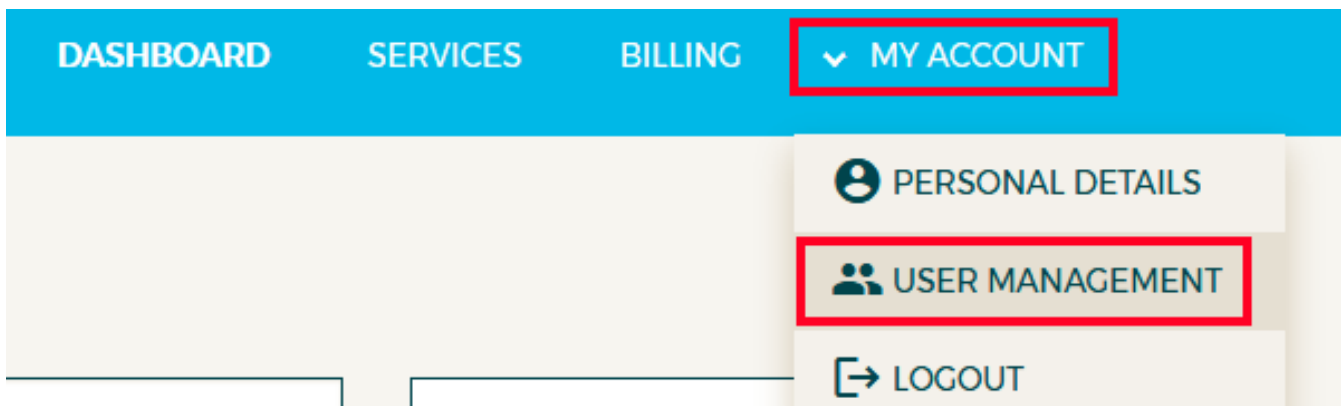 DASHBOARD SERVICES BILLING MY ACCOUNT
PERSONAL DETAILS
USER MANAGEMENT
LOGOUT